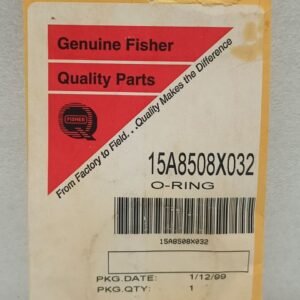 Genuine Fisher
Quality Parts
FISHER
From Factory to Field. . .Quality Makes the Difference
15A8508X032
O-RING
15A8508X032
PKG.DATE: 1/12/99
PKG.QTY: 1